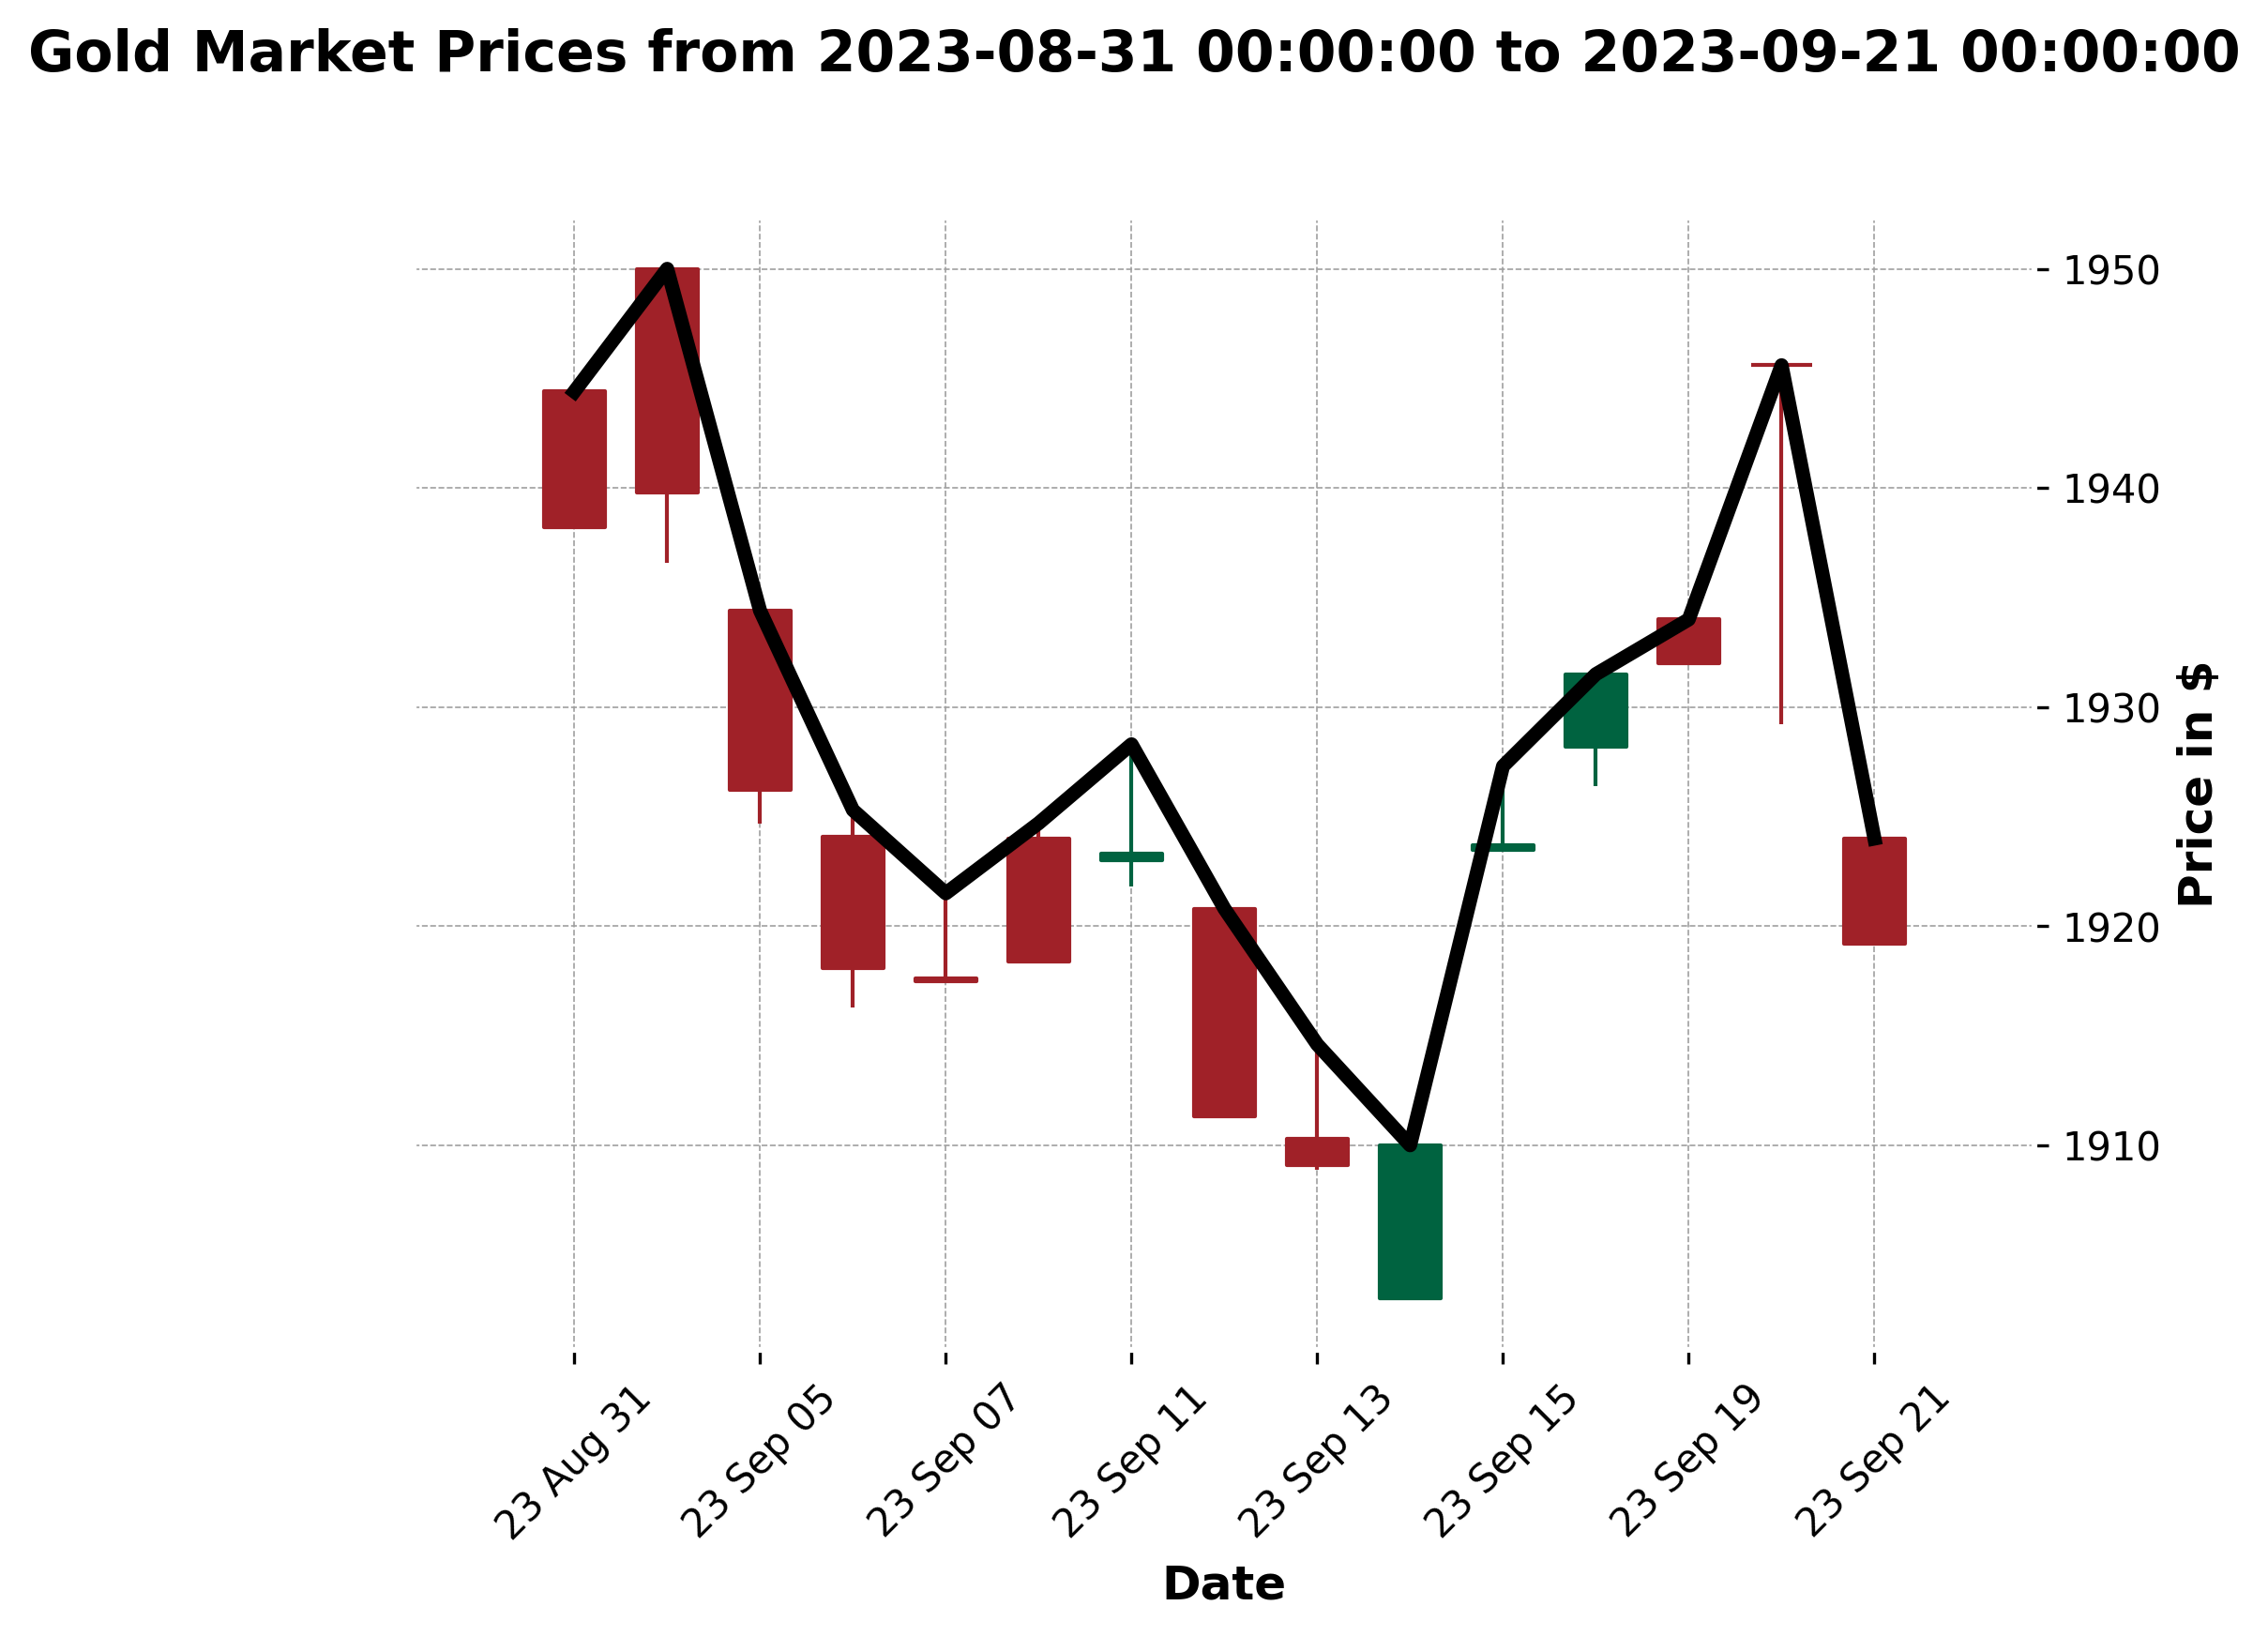 Gold Market Prices from 2023-08-31 00:00:00 to 2023-09-21 00:00:00
1950
1940
1930
1920
1910
Price in $
23 Aug 31
23 Sep 05
23 Sep 07
23 Sep 11
23 Sep 13
23 Sep 15
23 Sep 19
23 Sep 21
Date